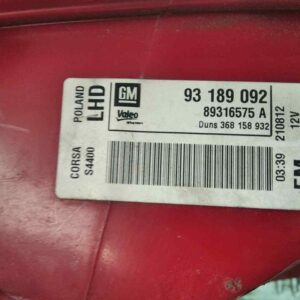 POLAND
LHD
GM
Valeo
93 189 092
89316575 A
Duns 368 158 932
CORSA
S4400
03:39 210812
12V